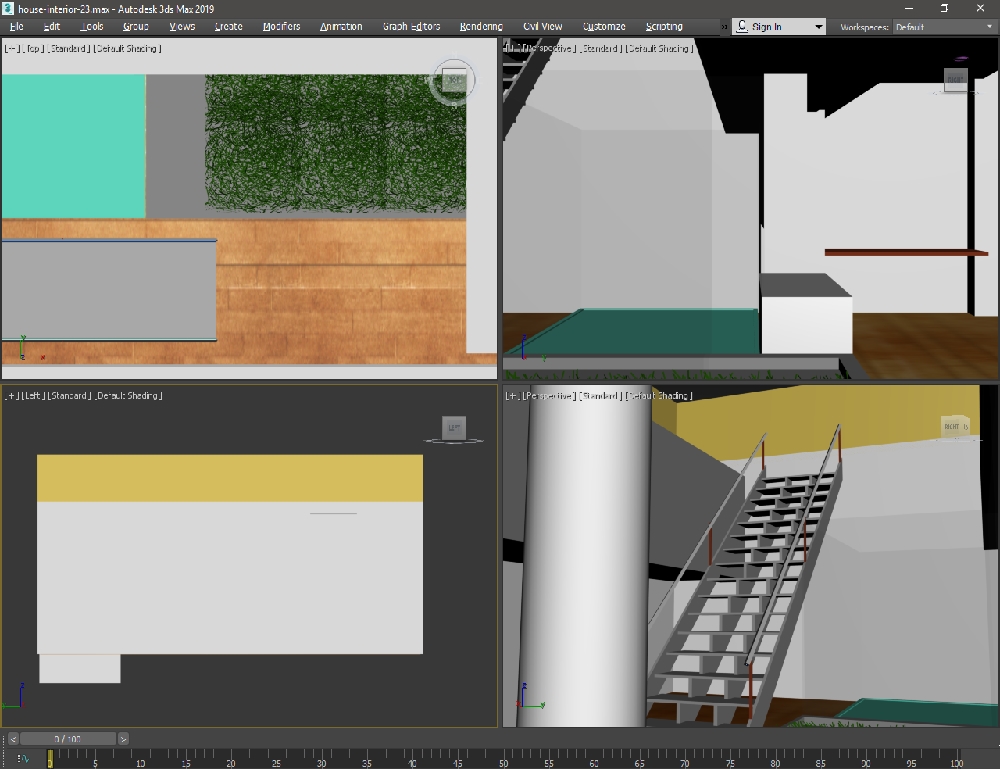 house-interior-23.max - Autodesk 3ds Max 2019
File Edit Tools Group Views Create Modifiers Animation Graph Editors Rendering Civil View Customize Scripting » Sign In Workspaces: Default
[+] [Top] [Standard] [Default Shading]
[Perspective] [Standard] [Default Shading]
RIGHT
[+] [Left] [Standard] [Default Shading]
[+] [Perspective] [Standard] [Default Shading]
LEFT
RIGHT
< 0 / 100 >
0 5 10 15 20 25 30 35 40 45 50 55 60 65 70 75 80 85 90 95 100